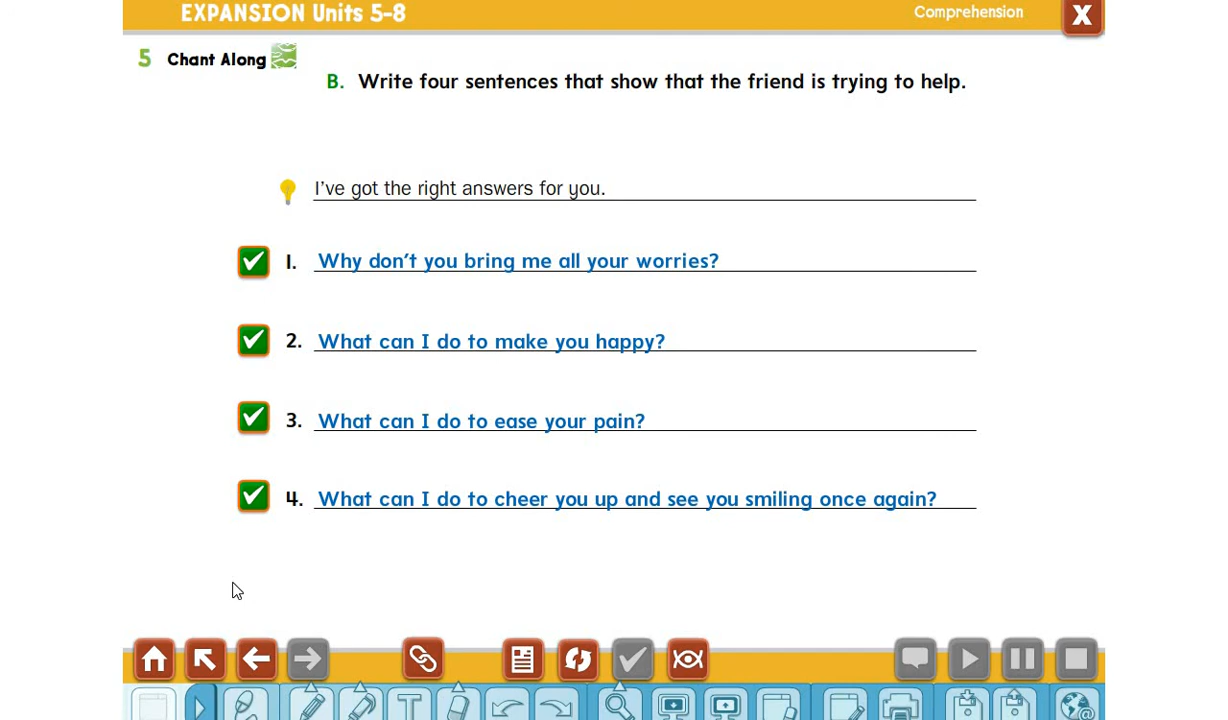 EXPANSION Units 5-8
Comprehension
X
5 Chant Along
B. Write four sentences that show that the friend is trying to help.
I've got the right answers for you.
1. Why don't you bring me all your worries?
2. What can I do to make you happy?
3. What can I do to ease your pain?
4. What can I do to cheer you up and see you smiling once again?
T